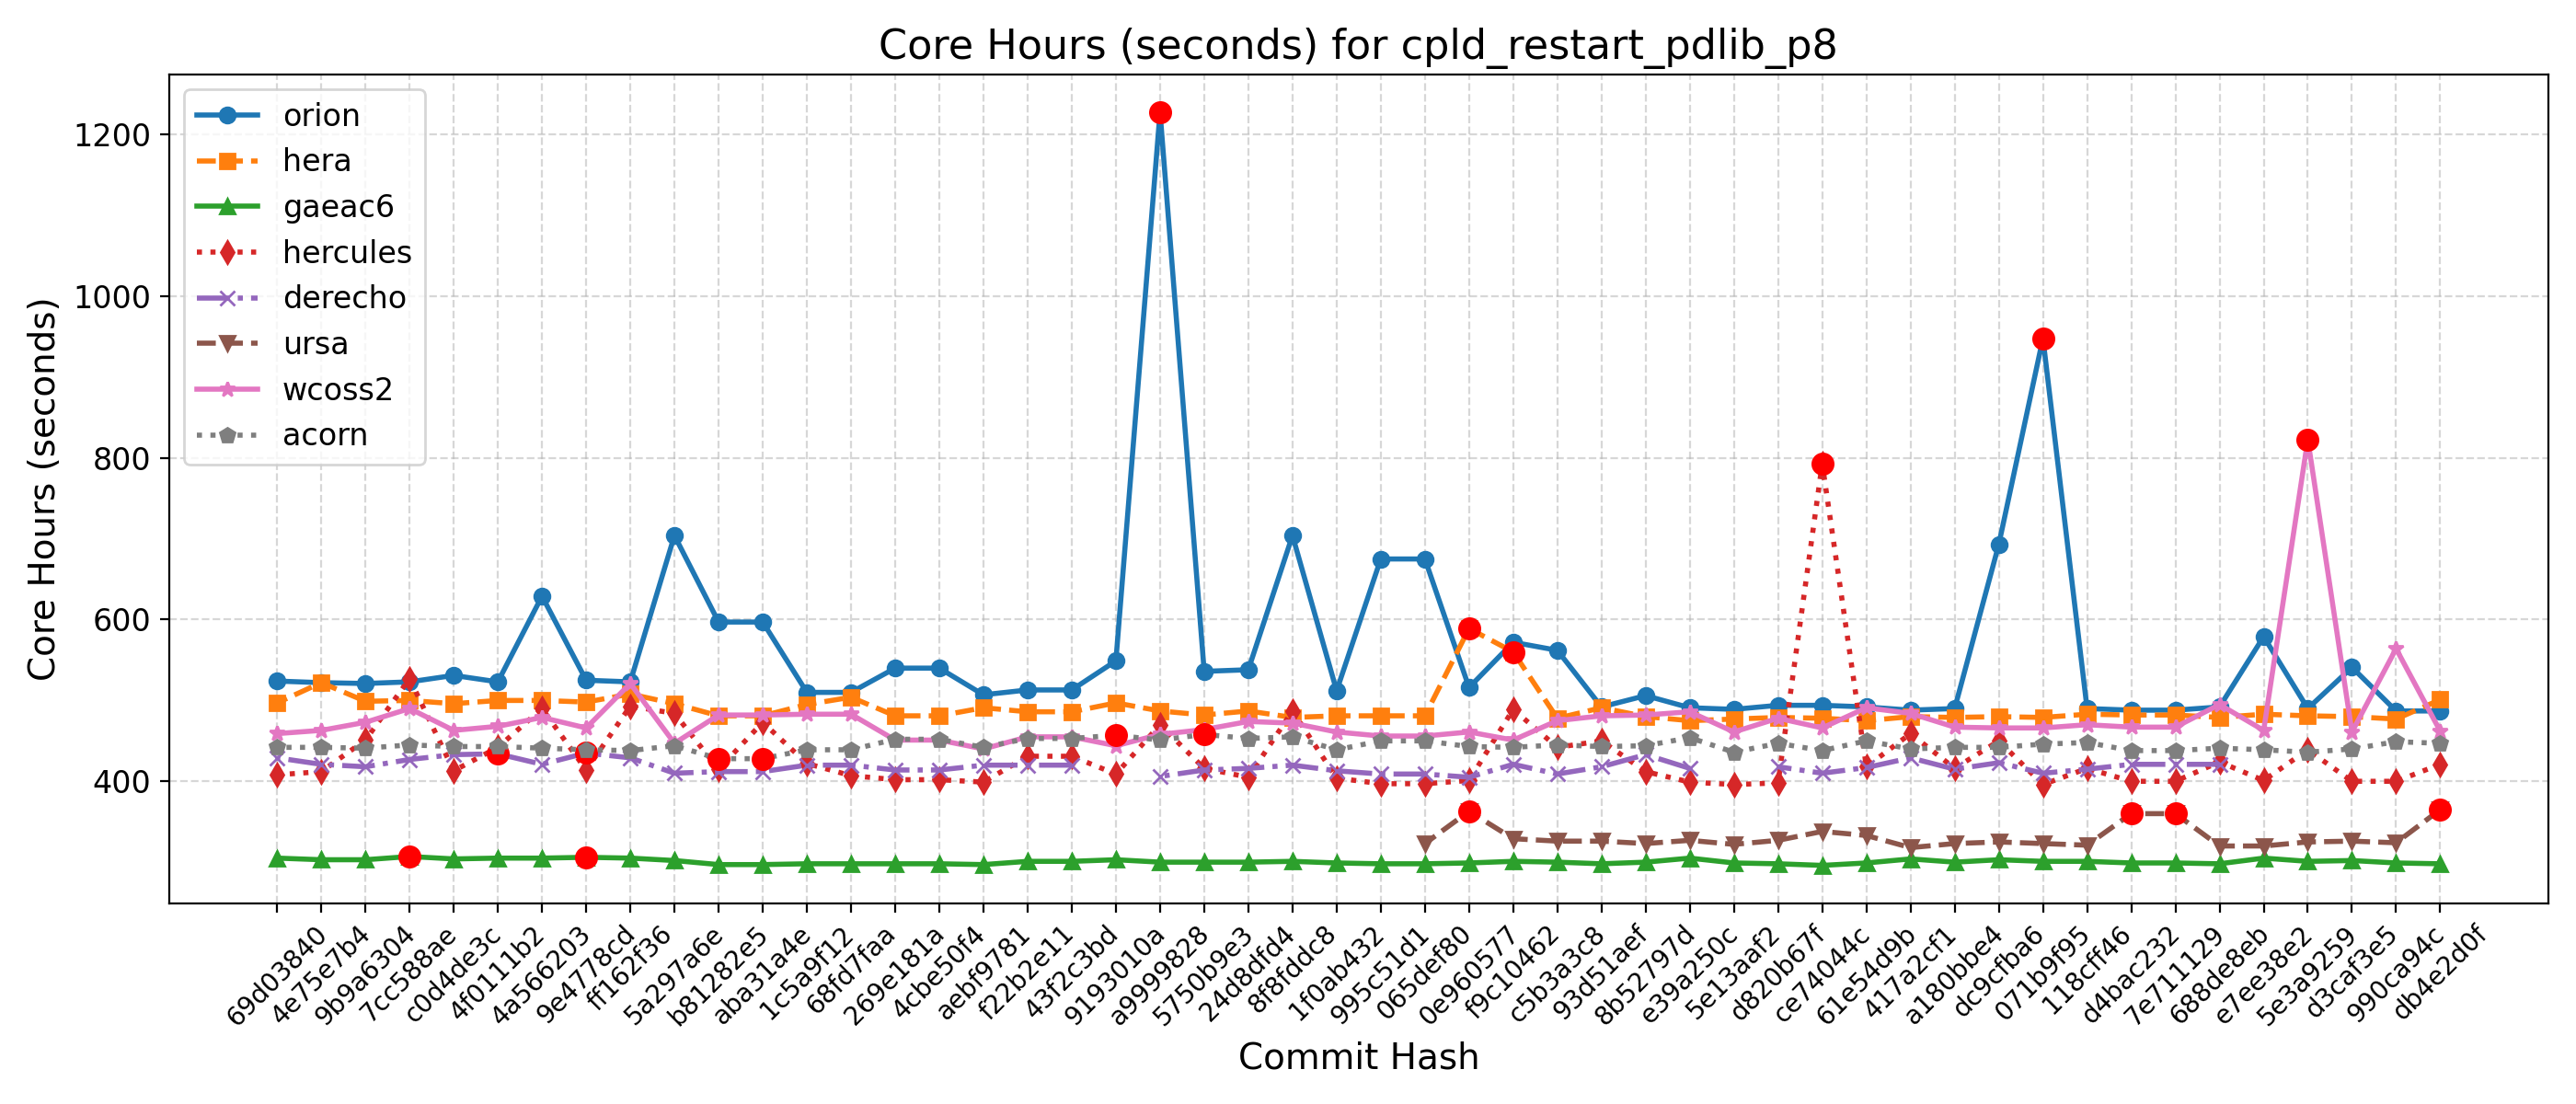 Core Hours (seconds) for cpld_restart_pdlib_p8
Core Hours (seconds)
1200
1000
800
600
400
orion
hera
gaeac6
hercules
derecho
ursa
wcoss2
acorn
69d03840
4e75e7b4
9b9a6304
7cc588ae
c0d4de3c
4f0111b2
4a566203
9e4778cd
ff162f36
5a297a6e
b81282e5
aba31a4e
1c5a9f12
68fd7faa
269e181a
4cbe50f4
aebf9781
f22b2e11
43f2c3bd
9193010a
a9999828
5750b9e3
24d8dfd4
8f8fddc8
1f0ab432
995c51d1
065def80
0e960577
f9c10462
c5b3a3c8
93d51aef
8b52797d
e39a250c
5e13aaf2
d820b67f
ce74044c
61e54d9b
417a2cf1
a180bbe4
dc9cfba6
071b9f95
118cff46
d4bac232
7e711129
688de8eb
e7ee38e2
5e3a9259
d3caf3e5
990ca94c
db4e2d0f
Commit Hash